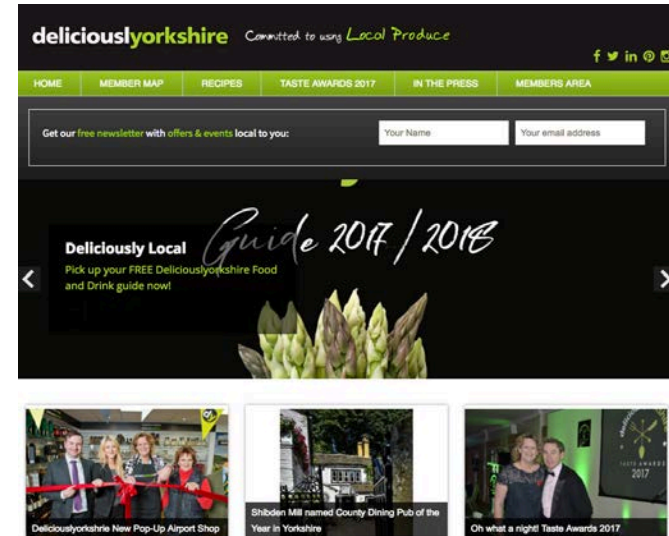 deliciouslyorkshire Committed to using Local Produce
HOME MEMBER MAP RECIPES TASTE AWARDS 2017 IN THE PRESS MEMBERS AREA
Get our free newsletter with offers & events local to you: Your Name Your email address
Guide 2017 / 2018
Deliciously Local
Pick up your FREE Deliciouslyorkshire Food
and Drink guide now!
Deliciouslyorkshrie New Pop-Up Airport Shop
Shibden Mill named County Dining Pub of the
Year in Yorkshire
TASTE AWARDS
2017
Oh what a night! Taste Awards 2017